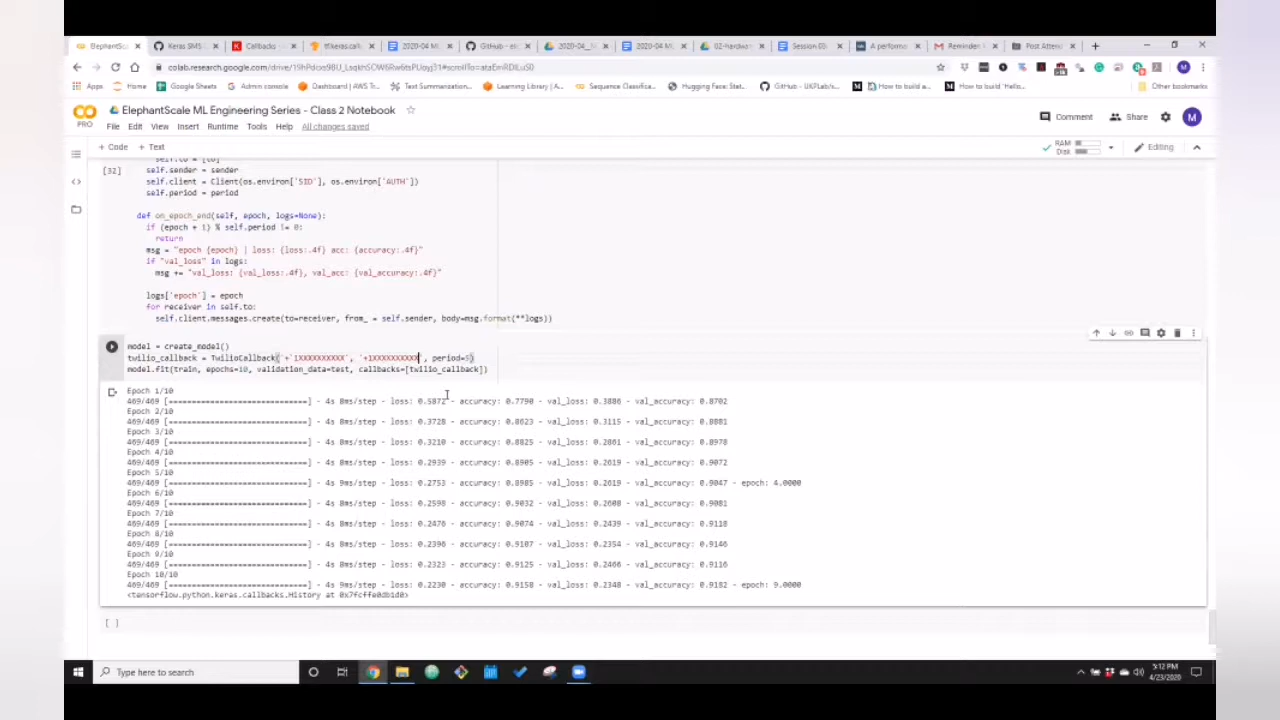 ElephantSc
Keras SMS
Callbacks
tf.keras.call
2020-04 ML
GitHub - el
2020-04_
2020-04 ML
02-Hardwar
Session 03
A performa
Gmail
Reminder
Post Attend
colab.research.google.com/drive/
Apps
Home
Google Sheets
Admin console
Dashboard | AWS Tr...
Text Summarization...
Learning Library | A...
Sequence Classifica...
Hugging Face: Stat...
GitHub - UKPLab/s...
How to build a...
How to build 'Hello...
Other bookmarks
PRO
ElephantScale ML Engineering Series - Class 2 Notebook
File Edit View Insert Runtime Tools Help All changes saved
Comment
Share
M
+ Code + Text
RAM
Disk
Editing
self.to = [to]
[32] self.sender = sender
self.client = Client(os.environ['SID'], os.environ['AUTH'])
self.period = period
def on_epoch_end(self, epoch, logs=None):
if (epoch + 1) % self.period != 0:
return
msg = "epoch {epoch} | loss: {loss:.4f} acc: {accuracy:.4f}"
if "val_loss" in logs:
msg += "val_loss: {val_loss:.4f}, val_acc: {val_accuracy:.4f}"
logs['epoch'] = epoch
for receiver in self.to:
self.client.messages.create(to=receiver, from_ = self.sender, body=msg.format(**logs))
model = create_model()
twilio_callback = TwilioCallback('+'1XXXXXXXXXX', '+1XXXXXXXXXX', period=5)
model.fit(train, epochs=10, validation_data=test, callbacks=[twilio_callback])
Epoch 1/10
469/469 [==============================] - 4s 8ms/step - loss: 0.5872 - accuracy: 0.7790 - val_loss: 0.3886 - val_accuracy: 0.8702
Epoch 2/10
469/469 [==============================] - 4s 8ms/step - loss: 0.3728 - accuracy: 0.8623 - val_loss: 0.3115 - val_accuracy: 0.8881
Epoch 3/10
469/469 [==============================] - 4s 8ms/step - loss: 0.3210 - accuracy: 0.8825 - val_loss: 0.2861 - val_accuracy: 0.8978
Epoch 4/10
469/469 [==============================] - 4s 8ms/step - loss: 0.2939 - accuracy: 0.8905 - val_loss: 0.2619 - val_accuracy: 0.9072
Epoch 5/10
469/469 [==============================] - 4s 8ms/step - loss: 0.2753 - accuracy: 0.8985 - val_loss: 0.2619 - val_accuracy: 0.9047 - epoch: 4.0000
Epoch 6/10
469/469 [==============================] - 4s 8ms/step - loss: 0.2598 - accuracy: 0.9032 - val_loss: 0.2608 - val_accuracy: 0.9081
Epoch 7/10
469/469 [==============================] - 4s 8ms/step - loss: 0.2476 - accuracy: 0.9074 - val_loss: 0.2439 - val_accuracy: 0.9118
Epoch 8/10
469/469 [==============================] - 4s 8ms/step - loss: 0.2396 - accuracy: 0.9107 - val_loss: 0.2354 - val_accuracy: 0.9146
Epoch 9/10
469/469 [==============================] - 4s 8ms/step - loss: 0.2323 - accuracy: 0.9125 - val_loss: 0.2466 - val_accuracy: 0.9116
Epoch 10/10
469/469 [==============================] - 4s 9ms/step - loss: 0.2230 - accuracy: 0.9158 - val_loss: 0.2348 - val_accuracy: 0.9182 - epoch: 9.0000
<tensorflow.python.keras.callbacks.History at 0x7fcffe0db1d0>
[ ]
Type here to search
5:12 PM
4/23/2020